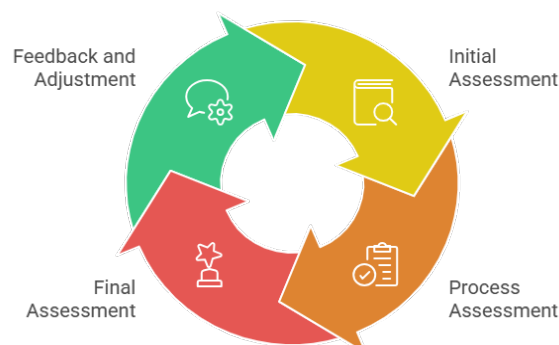 Feedback and
Adjustment
Initial
Assessment
Final
Assessment
Process
Assessment